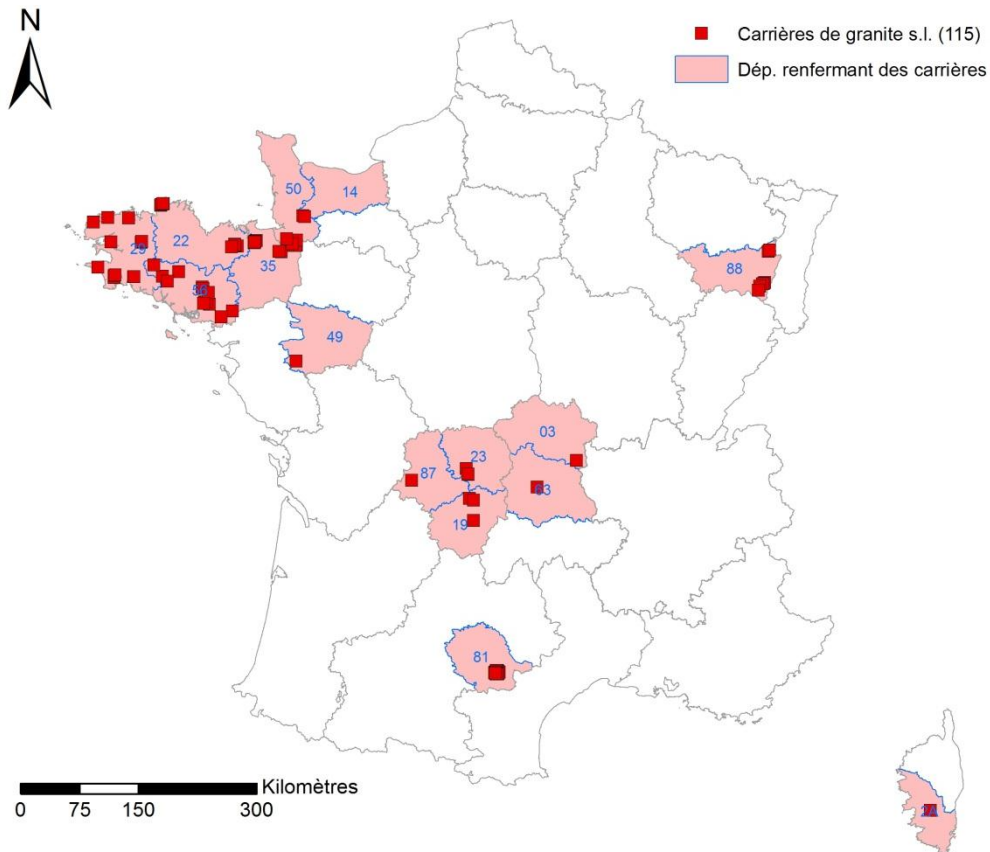 N
Carrières de granite s.l. (115)
Dép. renfermant des carrières
50
14
22
29
35
56
88
49
03
23
87
63
19
81
Kilomètres
0 75 150 300
2A